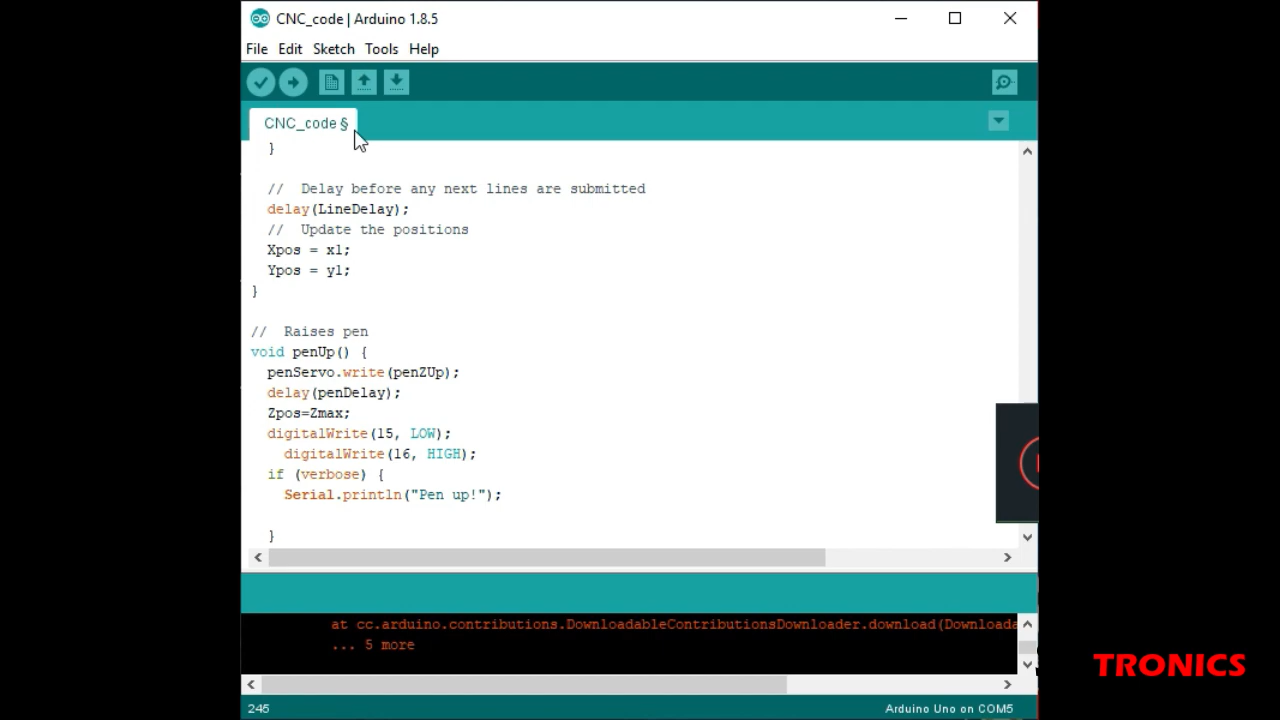 CNC_code | Arduino 1.8.5
File Edit Sketch Tools Help
CNC_code §
}
// Delay before any next lines are submitted
delay(LineDelay);
// Update the positions
Xpos = x1;
Ypos = y1;
}
// Raises pen
void penUp() {
penServo.write(penZUp);
delay(penDelay);
Zpos=Zmax;
digitalWrite(15, LOW);
digitalWrite(16, HIGH);
if (verbose) {
Serial.println("Pen up!");
}
at cc.arduino.contributions.DownloadableContributionsDownloader.download(Downloada
... 5 more
TRONICS
245 Arduino Uno on COM5